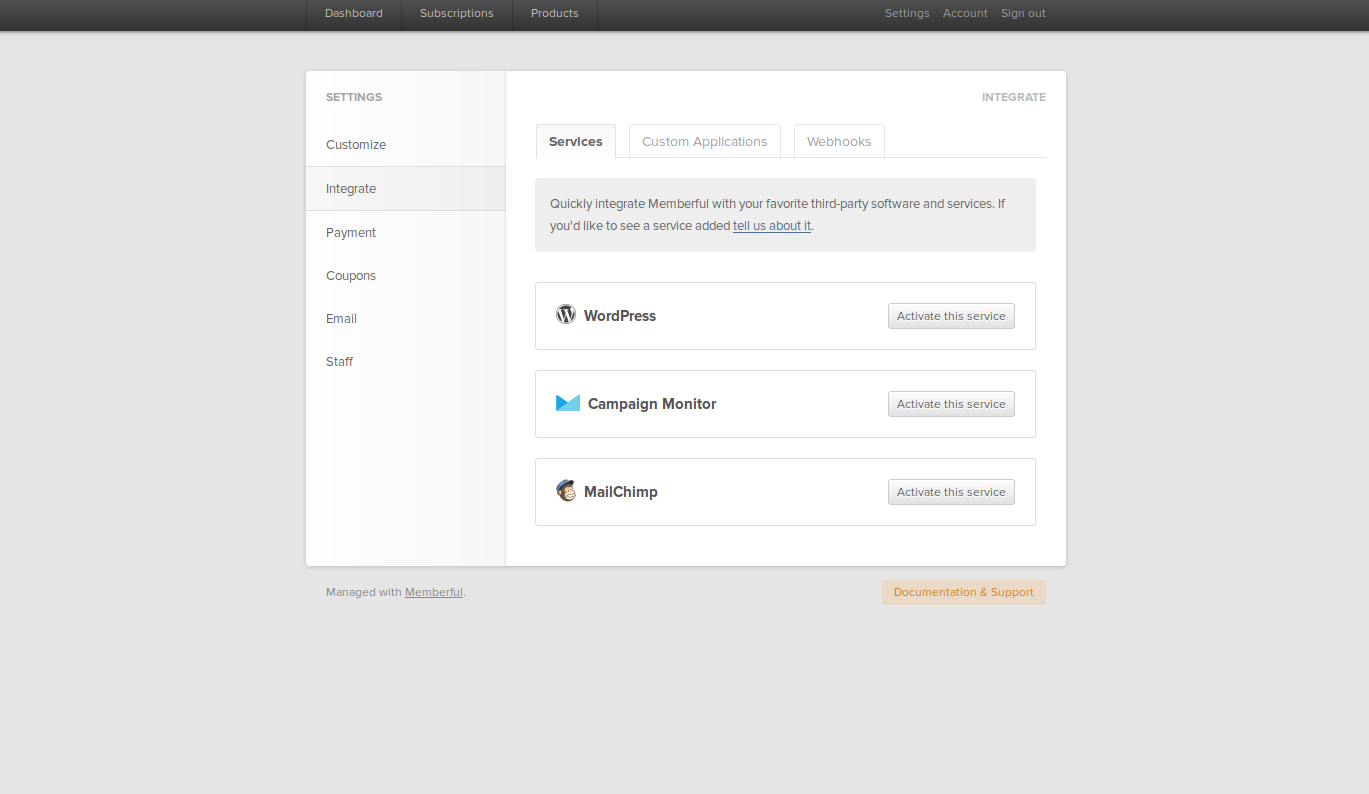 Dashboard
Subscriptions
Products
Settings
Account
Sign out
SETTINGS
Customize
Integrate
Payment
Coupons
Email
Staff
INTEGRATE
Services
Custom Applications
Webhooks
Quickly integrate Memberful with your favorite third-party software and services. If
you'd like to see a service added tell us about it.
WordPress
Activate this service
Campaign Monitor
Activate this service
MailChimp
Activate this service
Managed with Memberful.
Documentation & Support